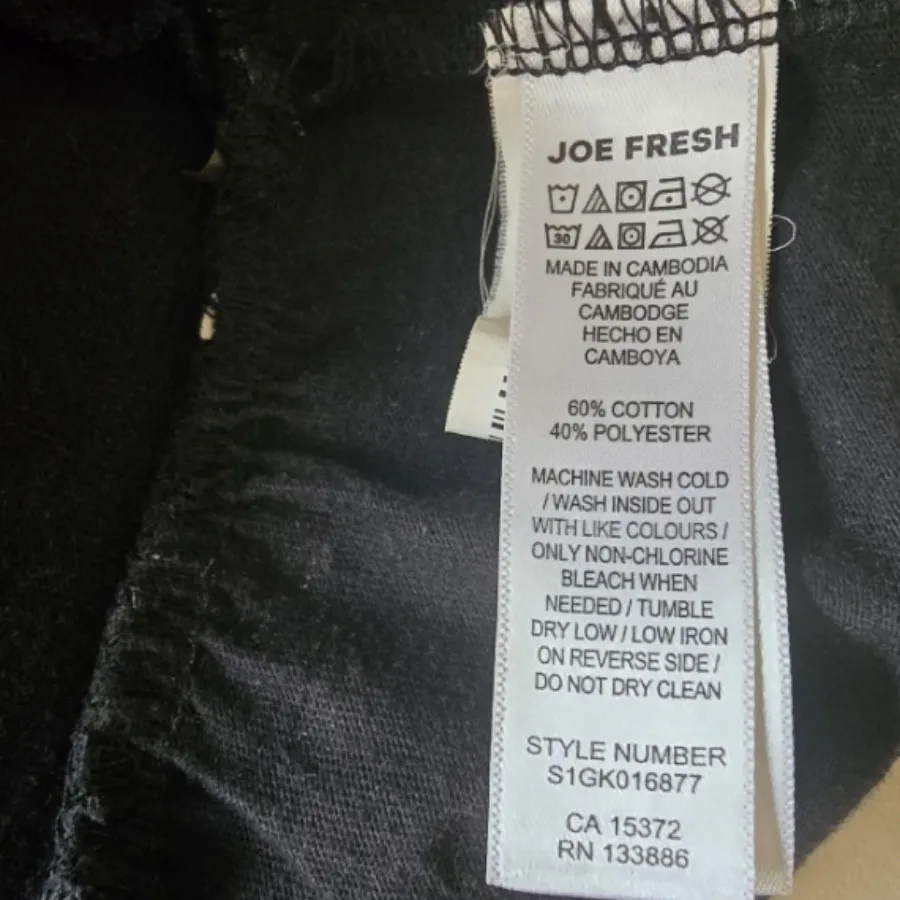 JOE FRESH
30
MADE IN CAMBODIA
FABRIQUÉ AU
CAMBODGE
HECHO EN
CAMBOYA
60% COTTON
40% POLYESTER
MACHINE WASH COLD
/ WASH INSIDE OUT
WITH LIKE COLOURS /
ONLY NON-CHLORINE
BLEACH WHEN
NEEDED / TUMBLE
DRY LOW / LOW IRON
ON REVERSE SIDE /
DO NOT DRY CLEAN
STYLE NUMBER
S1GK016877
CA 15372
RN 133886